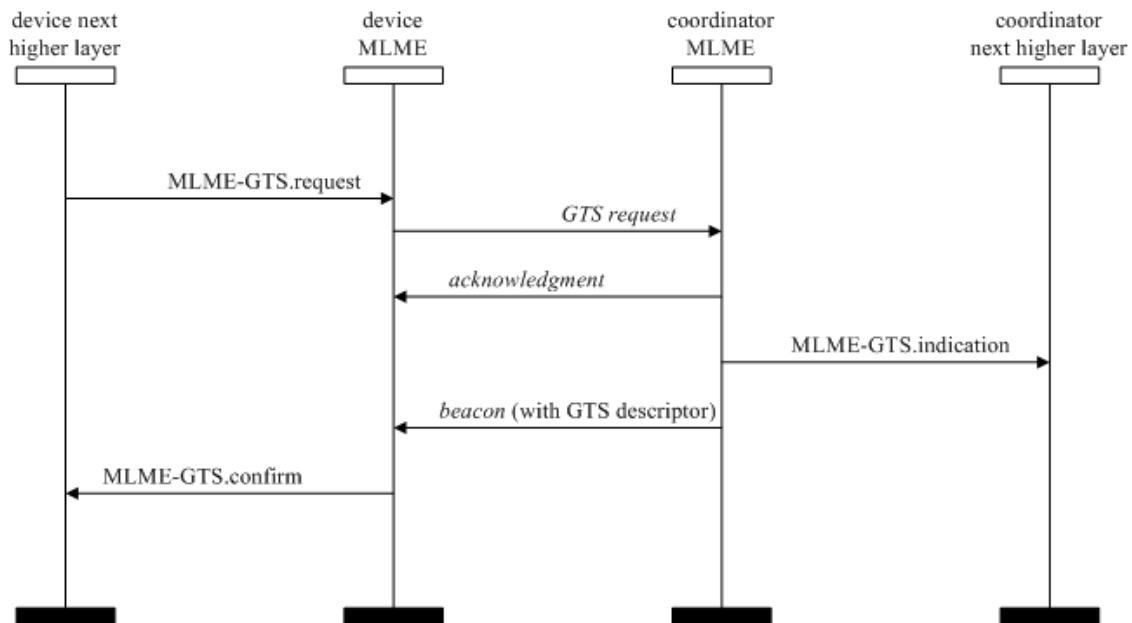 device next
higher layer
device
MLME
coordinator
MLME
coordinator
next higher layer
MLME-GTS.request
GTS request
acknowledgment
MLME-GTS.indication
beacon (with GTS descriptor)
MLME-GTS.confirm